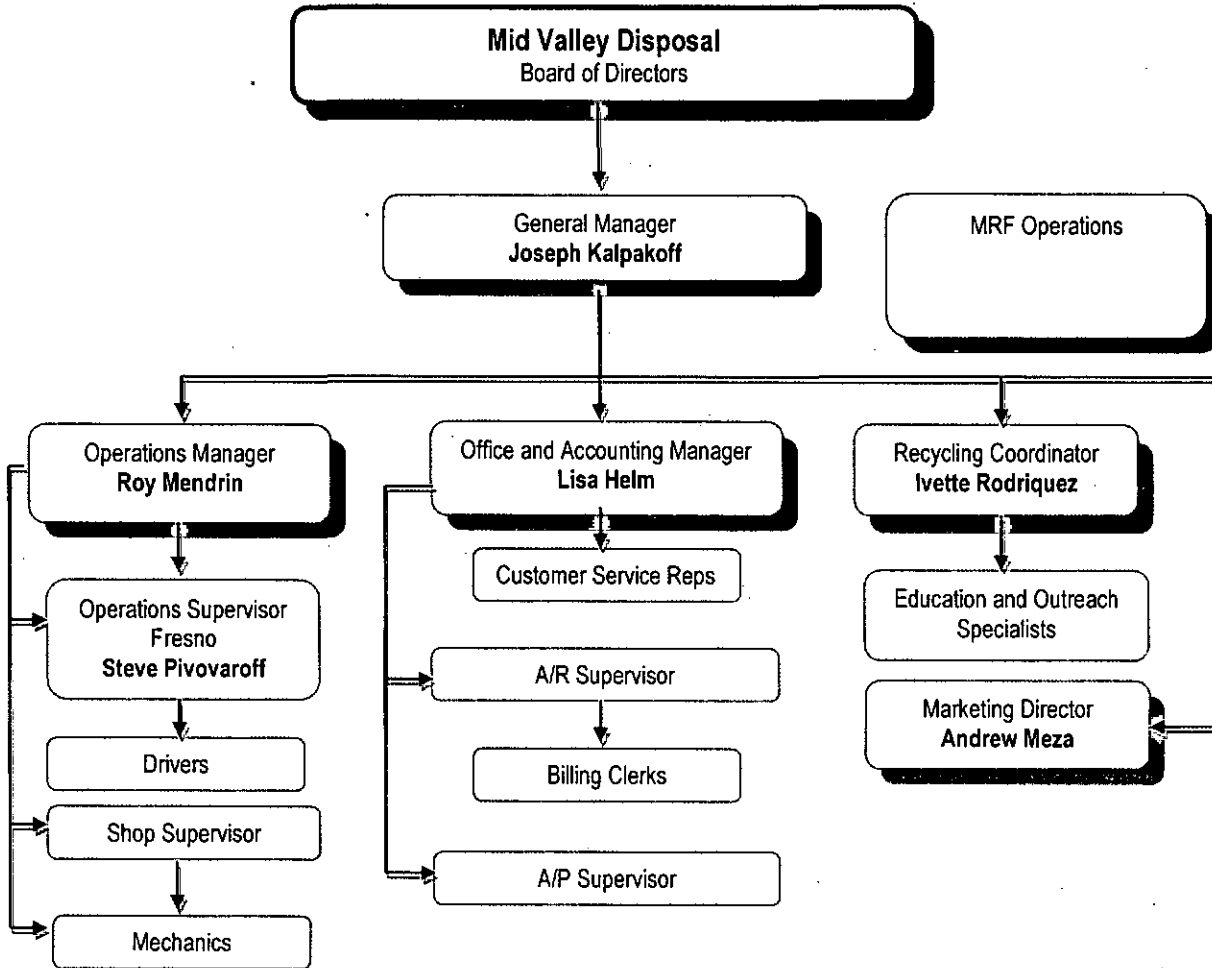 Mid Valley Disposal
Board of Directors
General Manager
Joseph Kalpakoff
MRF Operations
Operations Manager
Roy Mendrin
Office and Accounting Manager
Lisa Helm
Recycling Coordinator
Ivette Rodriquez
Operations Supervisor
Fresno
Steve Pivovaroff
Drivers
Shop Supervisor
Mechanics
Customer Service Reps
A/R Supervisor
Billing Clerks
A/P Supervisor
Education and Outreach
Specialists
Marketing Director
Andrew Meza